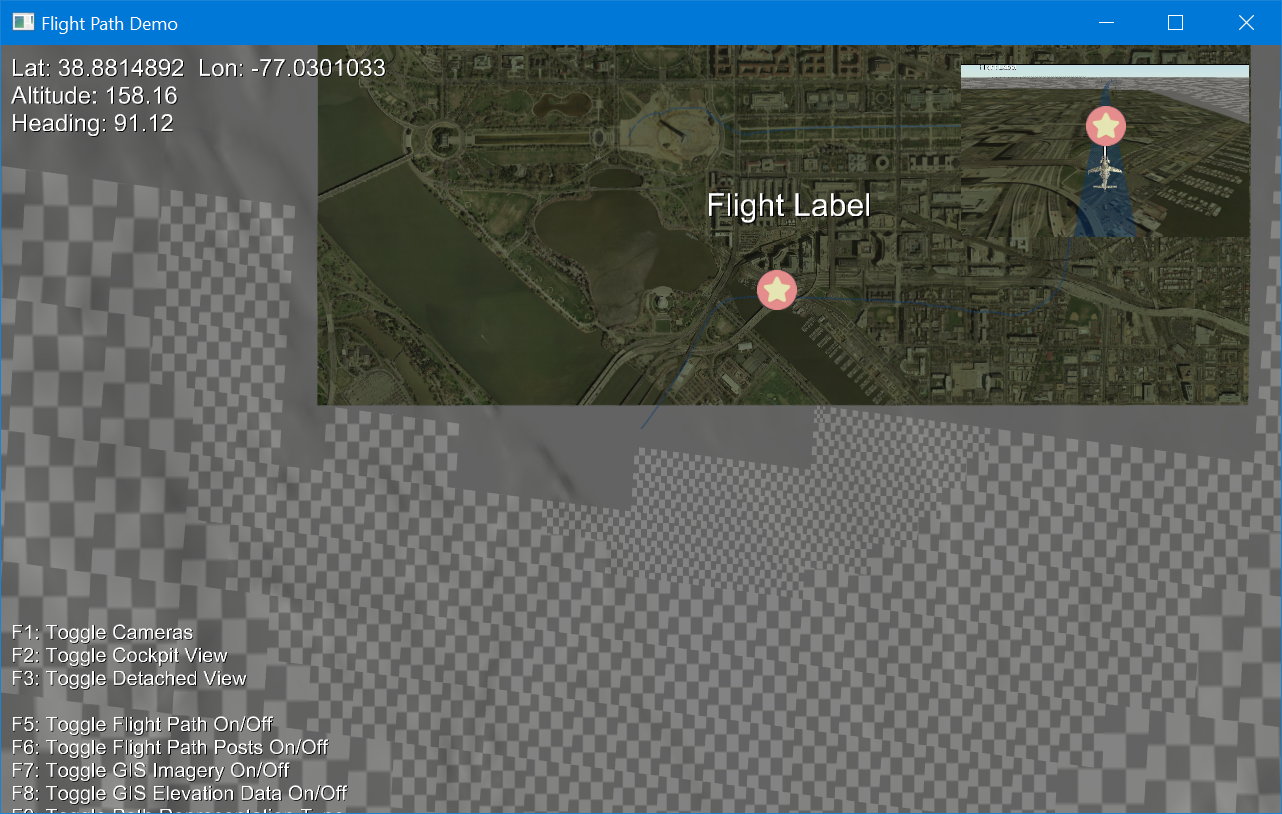 Flight Path Demo
Lat: 38.8814892 Lon: -77.0301033
Altitude: 158.16
Heading: 91.12
Flight Label
F1: Toggle Cameras
F2: Toggle Cockpit View
F3: Toggle Detached View
F5: Toggle Flight Path On/Off
F6: Toggle Flight Path Posts On/Off
F7: Toggle GIS Imagery On/Off
F8: Toggle GIS Elevation Data On/Off